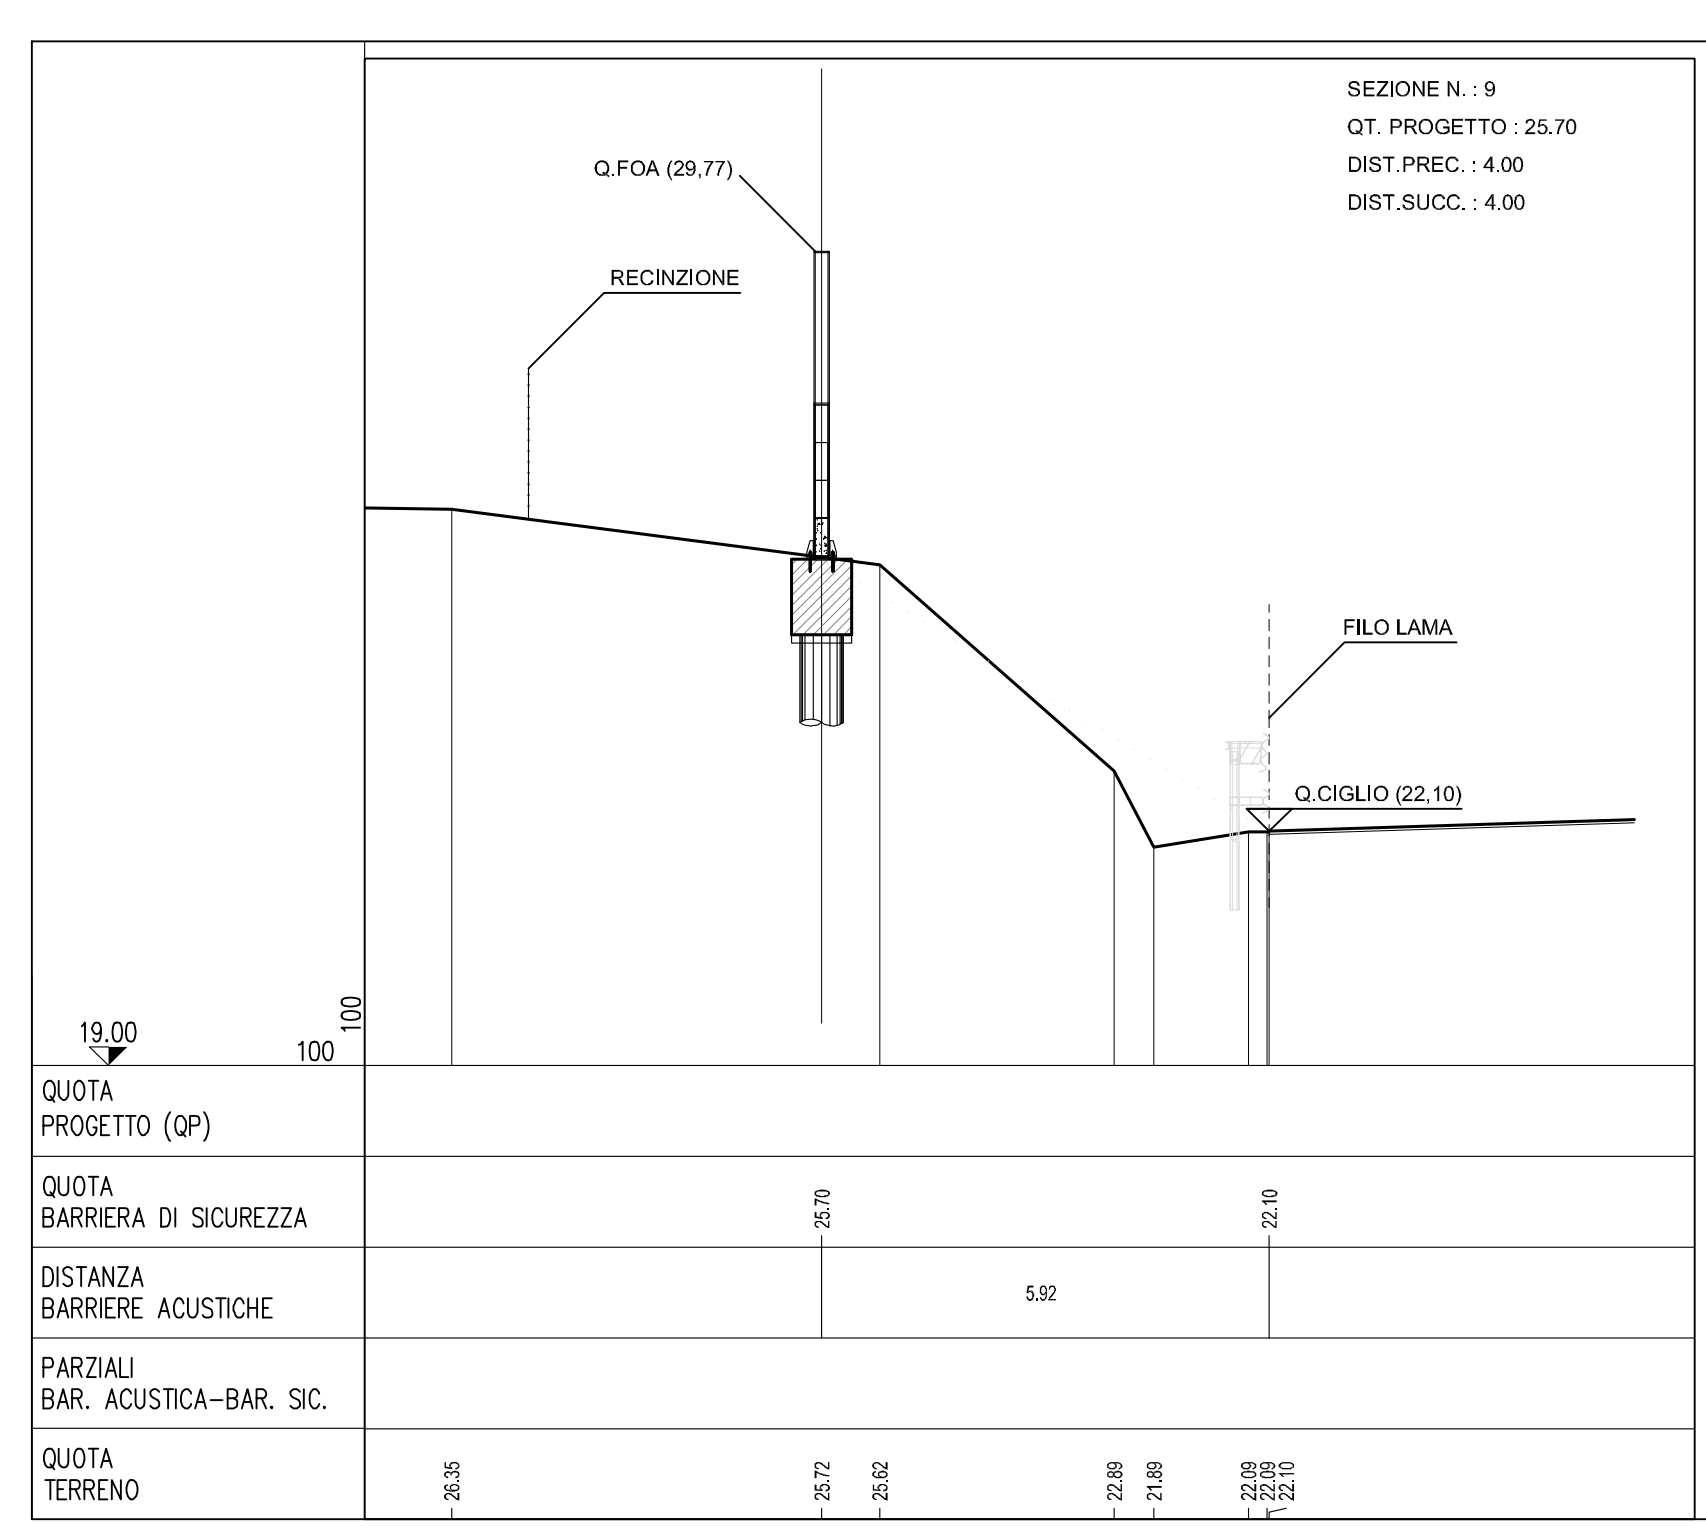 SEZIONE N. : 9
QT. PROGETTO : 25.70
DIST.PREC. : 4.00
DIST.SUCC. : 4.00
Q.FOA (29,77)
RECINZIONE
FILO LAMA
Q.CIGLIO (22,10)
19.00
100
100
QUOTA
PROGETTO (QP)
QUOTA
BARRIERA DI SICUREZZA
25.70
22.10
DISTANZA
BARRIERE ACUSTICHE
5.92
PARZIALI
BAR. ACUSTICA-BAR. SIC.
QUOTA
TERRENO
26.35
25.72
25.62
22.89
21.89
22.09
22.09
22.10